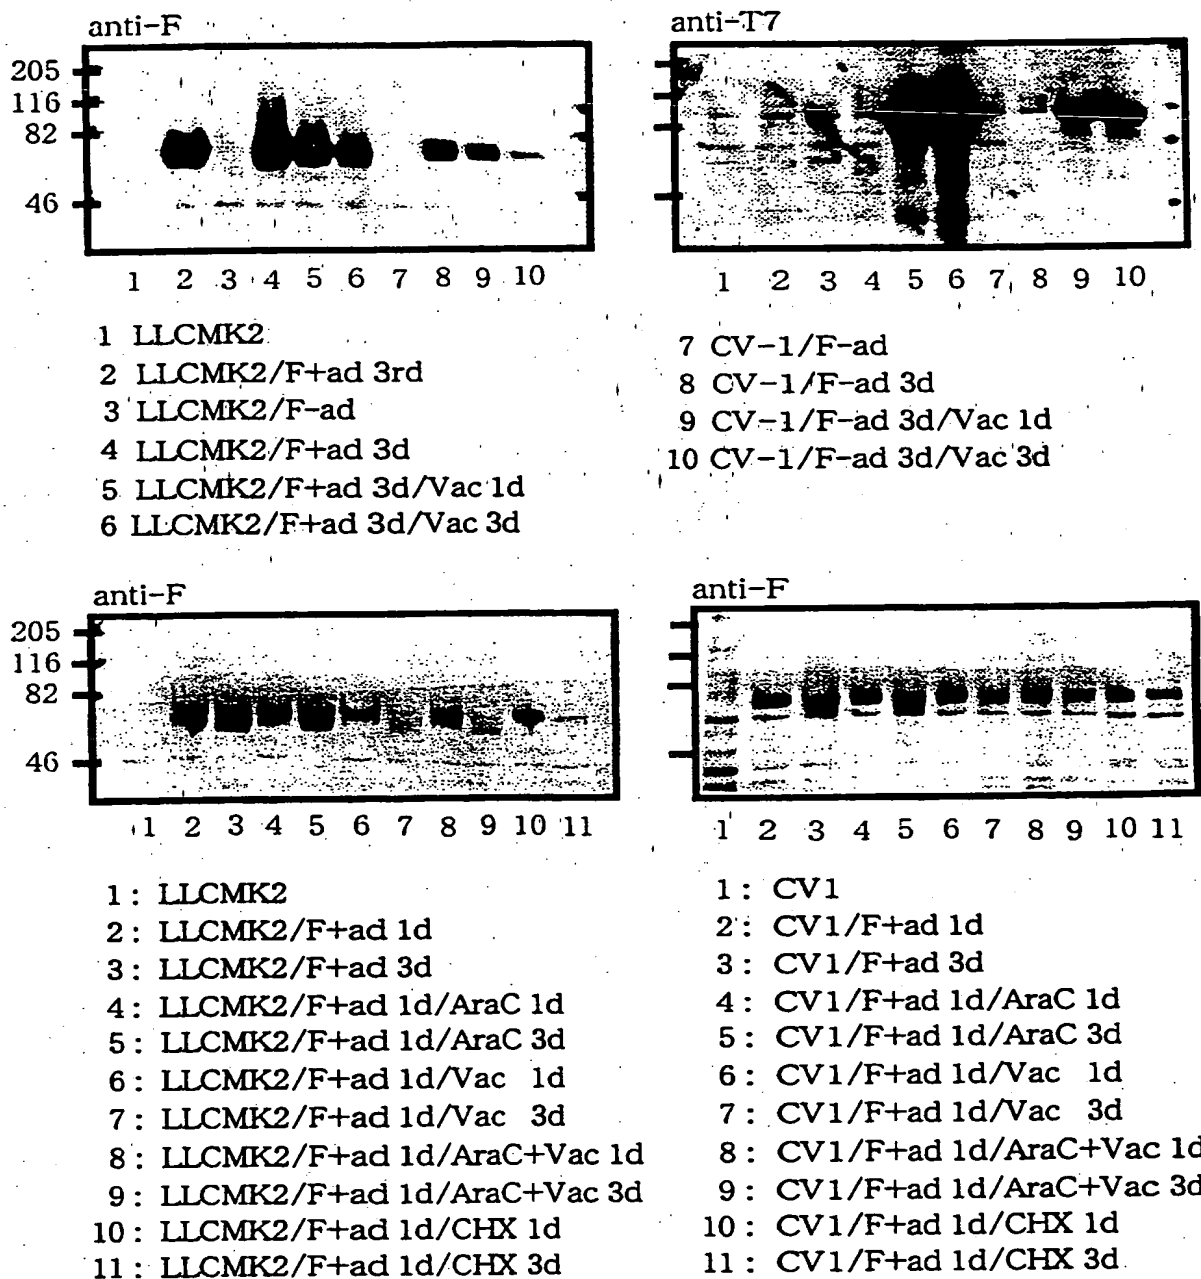 anti-F
205
116
82
46
1 2 3 4 5 6 7 8 9 10
anti-T7
1 2 3 4 5 6 7 8 9 10
1 LLCMK2
2 LLCMK2/F+ad 3rd
3 LLCMK2/F-ad
4 LLCMK2/F+ad 3d
5 LLCMK2/F+ad 3d/Vac 1d
6 LLCMK2/F+ad 3d/Vac 3d
7 CV-1/F-ad
8 CV-1/F-ad 3d
9 CV-1/F-ad 3d/Vac 1d
10 CV-1/F-ad 3d/Vac 3d
anti-F
205
116
82
46
1 2 3 4 5 6 7 8 9 10 11
anti-F
1 2 3 4 5 6 7 8 9 10 11
1: LLCMK2
2: LLCMK2/F+ad 1d
3: LLCMK2/F+ad 3d
4: LLCMK2/F+ad 1d/AraC 1d
5: LLCMK2/F+ad 1d/AraC 3d
6: LLCMK2/F+ad 1d/Vac 1d
7: LLCMK2/F+ad 1d/Vac 3d
8: LLCMK2/F+ad 1d/AraC+Vac 1d
9: LLCMK2/F+ad 1d/AraC+Vac 3d
10: LLCMK2/F+ad 1d/CHX 1d
11: LLCMK2/F+ad 1d/CHX 3d
1: CV1
2: CV1/F+ad 1d
3: CV1/F+ad 3d
4: CV1/F+ad 1d/AraC 1d
5: CV1/F+ad 1d/AraC 3d
6: CV1/F+ad 1d/Vac 1d
7: CV1/F+ad 1d/Vac 3d
8: CV1/F+ad 1d/AraC+Vac 1d
9: CV1/F+ad 1d/AraC+Vac 3d
10: CV1/F+ad 1d/CHX 1d
11: CV1/F+ad 1d/CHX 3d